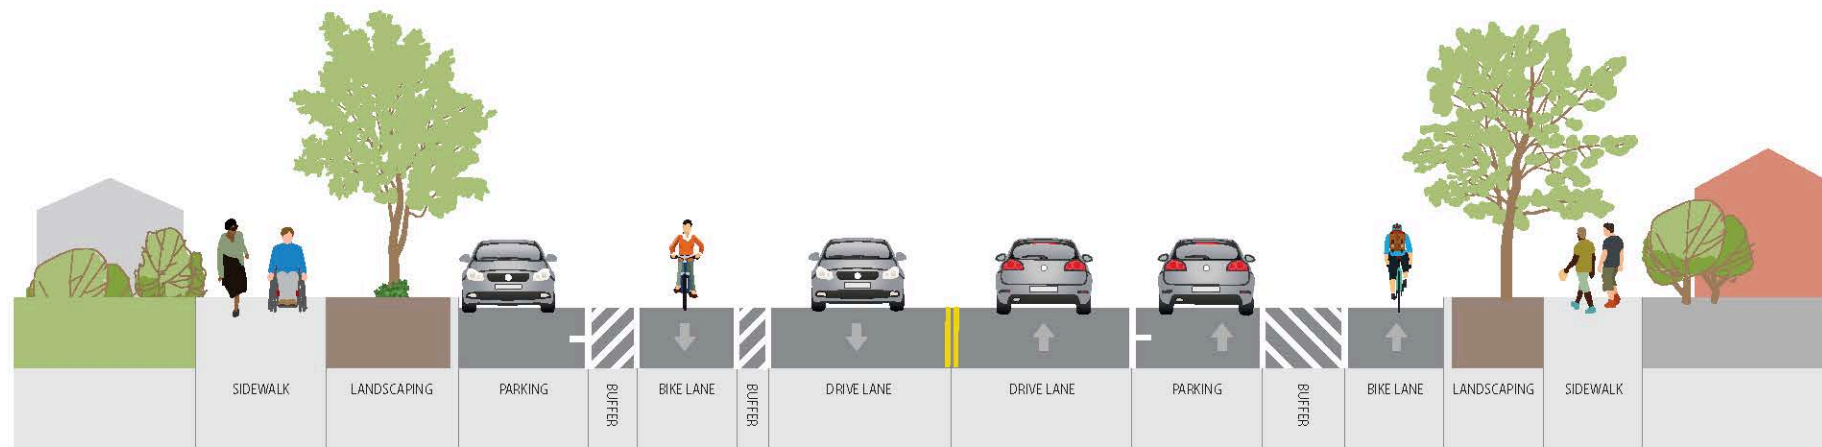 SIDEWALK
LANDSCAPING
PARKING
BUFFER
BIKE LANE
BUFFER
DRIVE LANE
DRIVE LANE
PARKING
BUFFER
BIKE LANE
LANDSCAPING
SIDEWALK